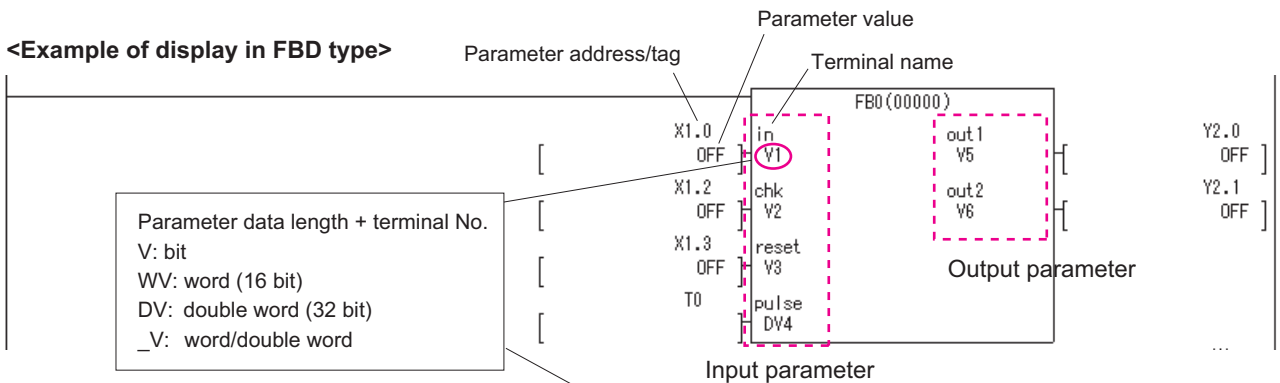 Parameter value
<Example of display in FBD type>
Parameter address/tag
Terminal name
FB0(00000)
X1.0
in
out1
Y2.0
[ OFF ] V1
V5
[ OFF ]
X1.2
chk
out2
Y2.1
[ OFF ] V2
V6
[ OFF ]
X1.3
reset
[ OFF ] V3
Output parameter
T0
pulse
[ ] DV4
Parameter data length + terminal No.
V: bit
WV: word (16 bit)
DV: double word (32 bit)
_V: word/double word
Input parameter